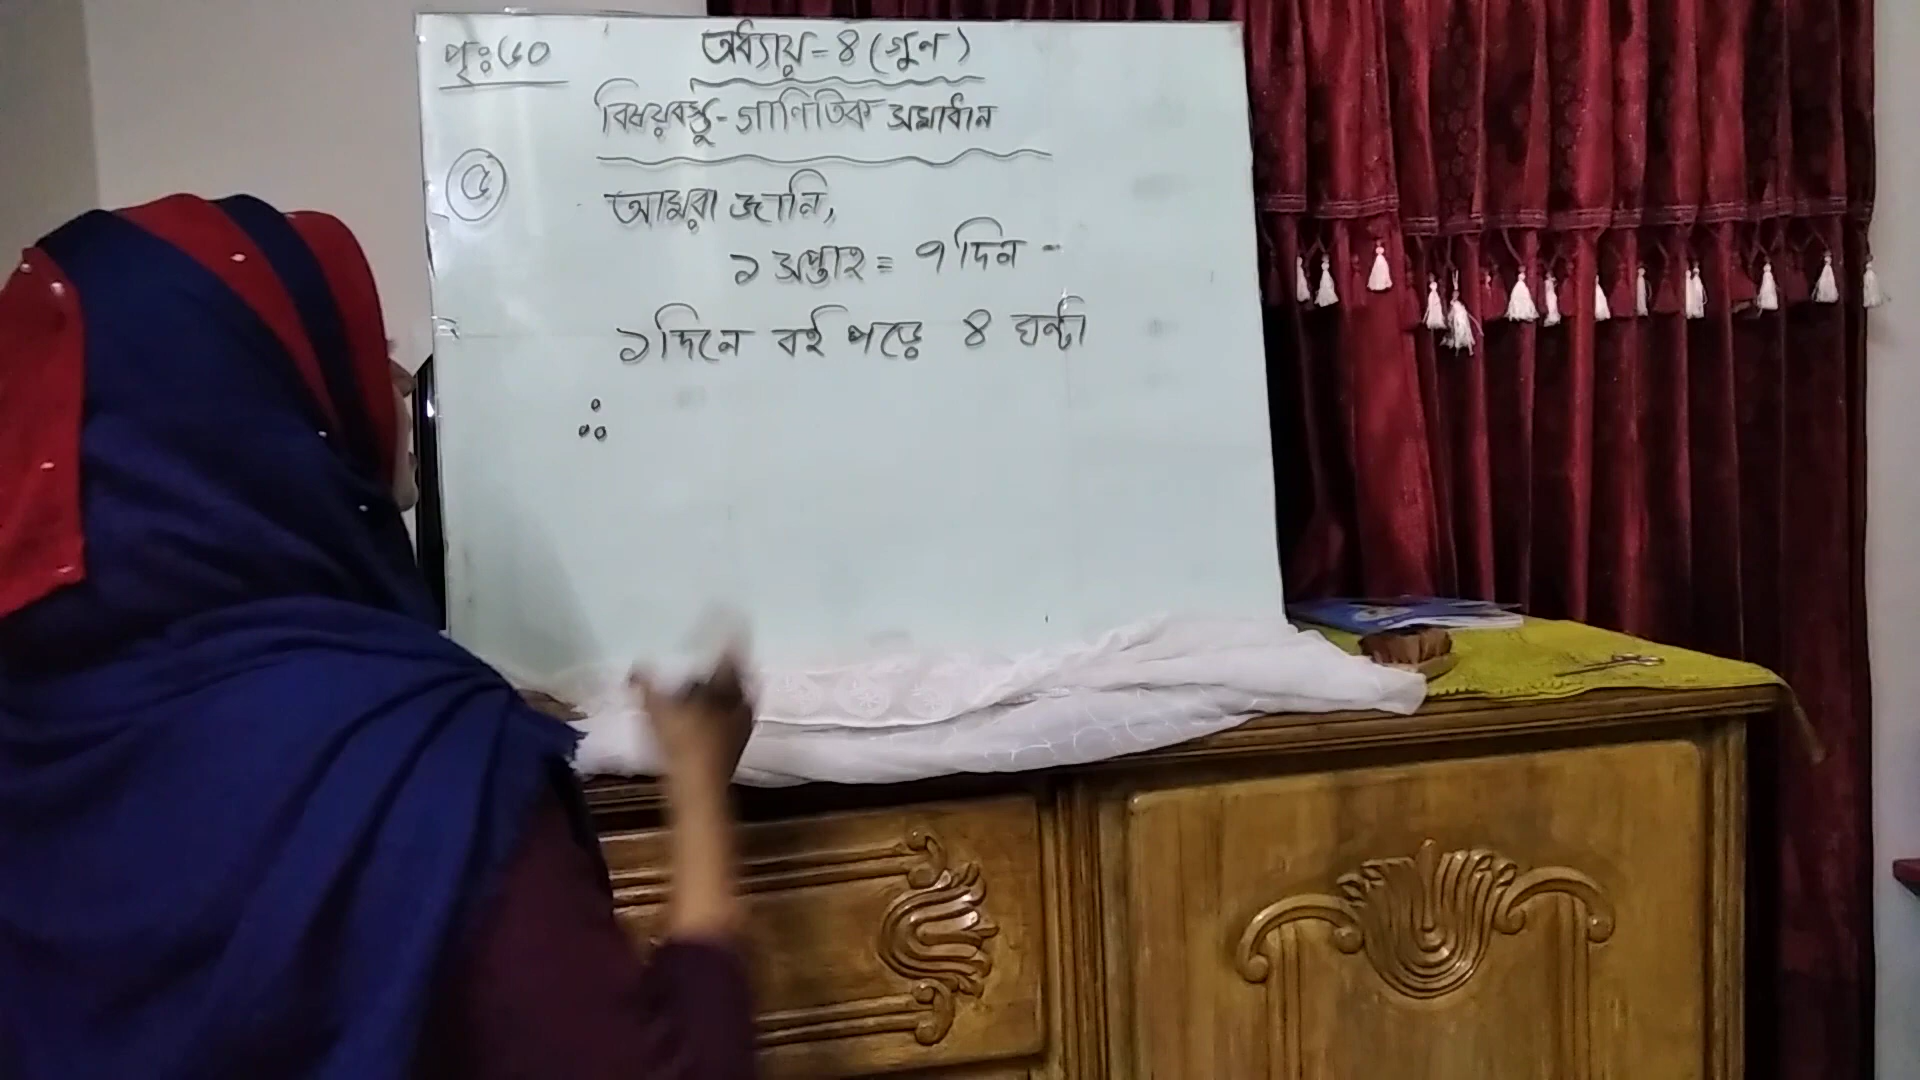 পৃঃ৬০
অধ্যায়-৪ (গুন)
বিষয়বস্তু-গাণিতিক সমাধান
৫
আমরা জানি,
১ সপ্তাহ = ৭ দিন
১ দিনে বই পড়ে ৪ ঘন্টা
∴